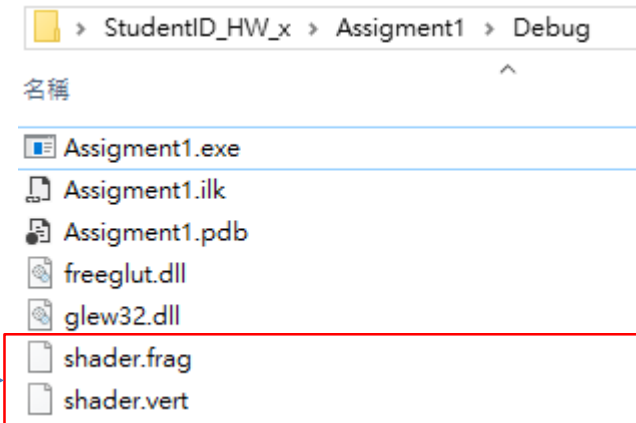 StudentID_HW_x > Assigment1 > Debug
名稱
Assigment1.exe
Assigment1.ilk
Assigment1.pdb
freeglut.dll
glew32.dll
shader.frag
shader.vert